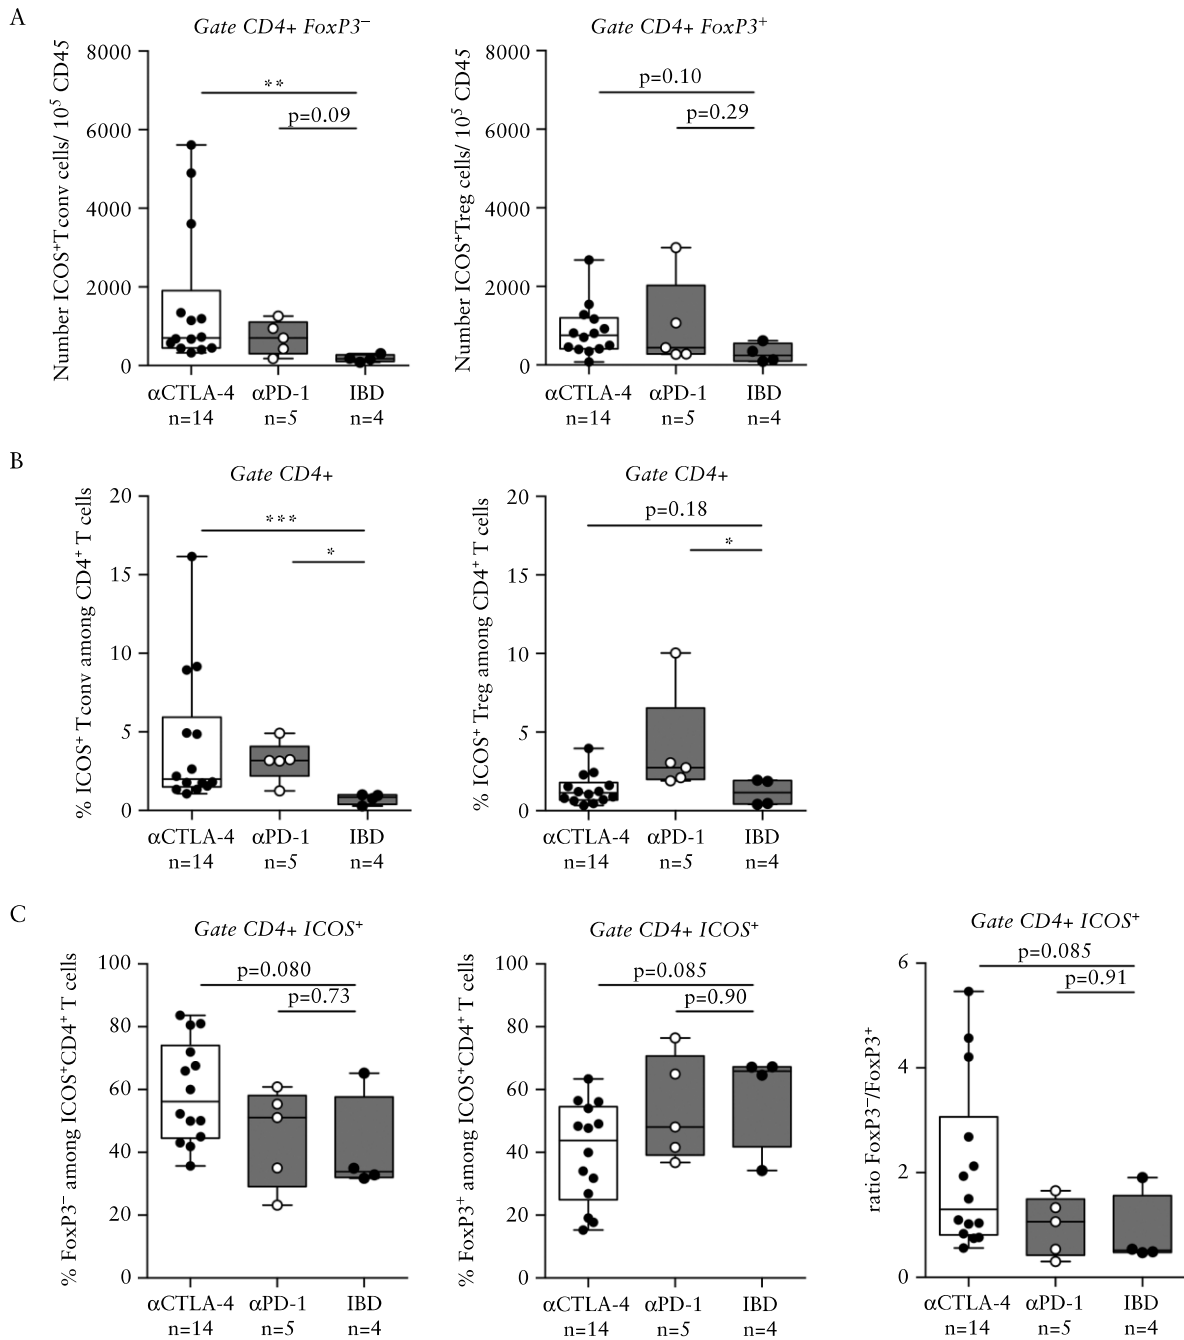 A
Gate CD4+ FoxP3⁻
Number ICOS⁺Tconv cells/ 10⁵ CD45
8000
6000
4000
2000
0
**
p=0.09
αCTLA-4 αPD-1 IBD
n=14 n=5 n=4
Gate CD4+ FoxP3⁺
Number ICOS⁺Treg cells/ 10⁵ CD45
8000
6000
4000
2000
0
p=0.10
p=0.29
αCTLA-4 αPD-1 IBD
n=14 n=5 n=4
B
Gate CD4+
% ICOS⁺ Tconv among CD4⁺ T cells
20
15
10
5
0
***
*
αCTLA-4 αPD-1 IBD
n=14 n=5 n=4
Gate CD4+
% ICOS⁺ Treg among CD4⁺ T cells
20
15
10
5
0
p=0.18
*
αCTLA-4 αPD-1 IBD
n=14 n=5 n=4
C
Gate CD4+ ICOS⁺
% FoxP3⁻ among ICOS⁺CD4⁺ T cells
100
80
60
40
20
0
p=0.080
p=0.73
αCTLA-4 αPD-1 IBD
n=14 n=5 n=4
Gate CD4+ ICOS⁺
% FoxP3⁺ among ICOS⁺CD4⁺ T cells
100
80
60
40
20
0
p=0.085
p=0.90
αCTLA-4 αPD-1 IBD
n=14 n=5 n=4
Gate CD4+ ICOS⁺
ratio FoxP3⁻/FoxP3⁺
6
4
2
0
p=0.085
p=0.91
αCTLA-4 αPD-1 IBD
n=14 n=5 n=4